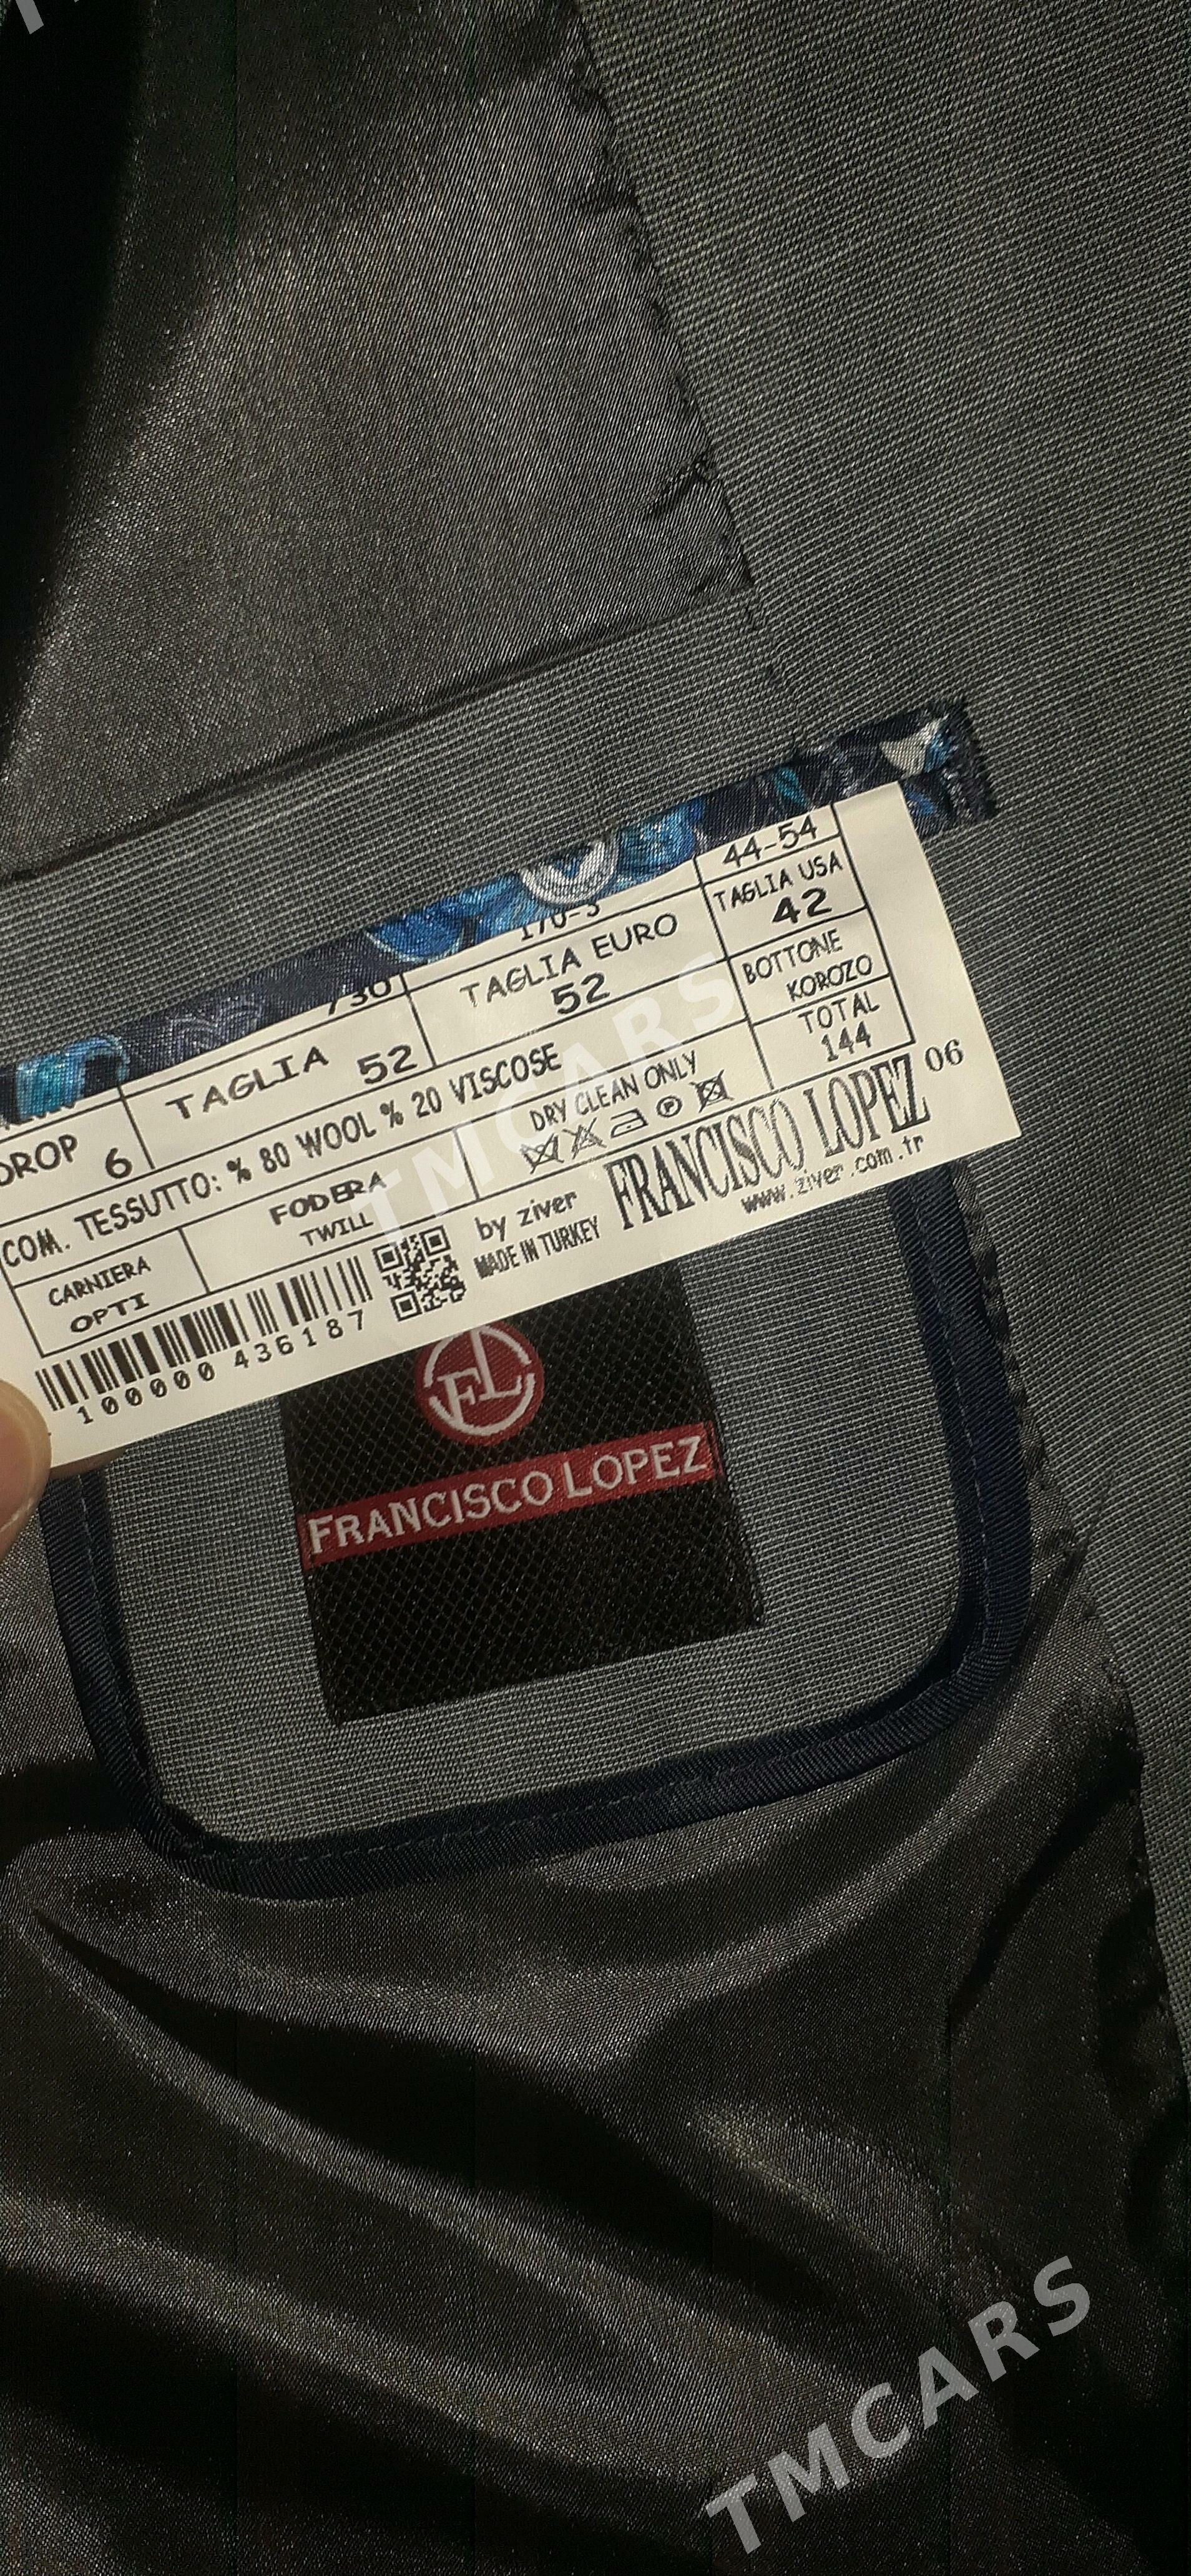 44-54
TAGLIA USA
42
TAGLIA EURO
52
BOTTONE
KOROZO
TAGLIA 52
TOTAL
144
DROP 6
COM. TESSUTTO: % 80 WOOL % 20 VISCOSE
DRY CLEAN ONLY
FODERA
TWILL
CARNIERA
OPTI
by ziver
MADE IN TURKEY
FRANCISCO LOPEZ 06
www.ziver.com.tr
100000 436187
FL
FRANCISCO LOPEZ
TMCARS
TMCARS